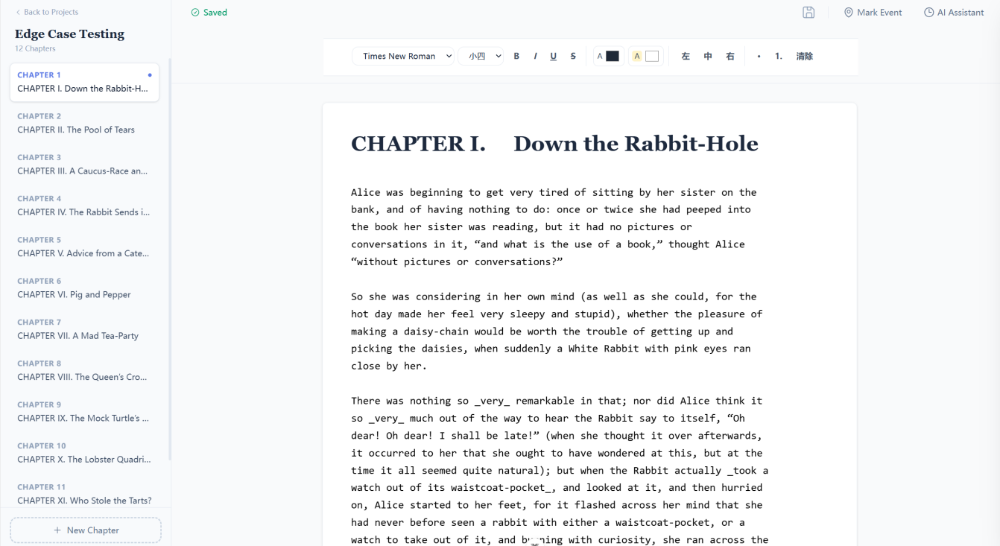 Back to Projects
Edge Case Testing
12 Chapters
CHAPTER 1
CHAPTER I. Down the Rabbit-H...
CHAPTER 2
CHAPTER II. The Pool of Tears
CHAPTER 3
CHAPTER III. A Caucus-Race an...
CHAPTER 4
CHAPTER IV. The Rabbit Sends i...
CHAPTER 5
CHAPTER V. Advice from a Cate...
CHAPTER 6
CHAPTER VI. Pig and Pepper
CHAPTER 7
CHAPTER VII. A Mad Tea-Party
CHAPTER 8
CHAPTER VIII. The Queen's Cro...
CHAPTER 9
CHAPTER IX. The Mock Turtle's ...
CHAPTER 10
CHAPTER X. The Lobster Quadri...
CHAPTER 11
CHAPTER XI. Who Stole the Tarts?
+ New Chapter
Saved
Mark Event
AI Assistant
Times New Roman 小四 B I U S A A 左 中 右 • 1. 清除
CHAPTER I. Down the Rabbit-Hole
Alice was beginning to get very tired of sitting by her sister on the
bank, and of having nothing to do: once or twice she had peeped into
the book her sister was reading, but it had no pictures or
conversations in it, “and what is the use of a book,” thought Alice
“without pictures or conversations?”
So she was considering in her own mind (as well as she could, for the
hot day made her feel very sleepy and stupid), whether the pleasure of
making a daisy-chain would be worth the trouble of getting up and
picking the daisies, when suddenly a White Rabbit with pink eyes ran
close by her.
There was nothing so _very_ remarkable in that; nor did Alice think it
so _very_ much out of the way to hear the Rabbit say to itself, “Oh
dear! Oh dear! I shall be late!” (when she thought it over afterwards,
it occurred to her that she ought to have wondered at this, but at the
time it all seemed quite natural); but when the Rabbit actually _took a
watch out of its waistcoat-pocket_, and looked at it, and then hurried
on, Alice started to her feet, for it flashed across her mind that she
had never before seen a rabbit with either a waistcoat-pocket, or a
watch to take out of it, and burning with curiosity, she ran across the